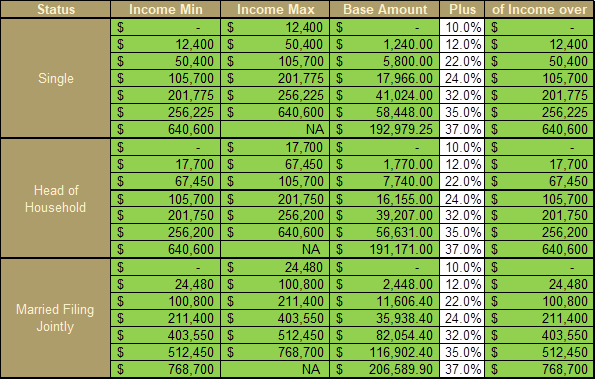 Status Income Min Income Max Base Amount Plus of Income over
$ - $ 12,400 $ - 10.0% $ -
$ 12,400 $ 50,400 $ 1,240.00 12.0% $ 12,400
$ 50,400 $ 105,700 $ 5,800.00 22.0% $ 50,400
Single $ 105,700 $ 201,775 $ 17,966.00 24.0% $ 105,700
$ 201,775 $ 256,225 $ 41,024.00 32.0% $ 201,775
$ 256,225 $ 640,600 $ 58,448.00 35.0% $ 256,225
$ 640,600 NA $ 192,979.25 37.0% $ 640,600
$ - $ 17,700 $ - 10.0% $ -
$ 17,700 $ 67,450 $ 1,770.00 12.0% $ 17,700
$ 67,450 $ 105,700 $ 7,740.00 22.0% $ 67,450
Head of Household $ 105,700 $ 201,750 $ 16,155.00 24.0% $ 105,700
$ 201,750 $ 256,200 $ 39,207.00 32.0% $ 201,750
$ 256,200 $ 640,600 $ 56,631.00 35.0% $ 256,200
$ 640,600 NA $ 191,171.00 37.0% $ 640,600
$ - $ 24,480 $ - 10.0% $ -
$ 24,480 $ 100,800 $ 2,448.00 12.0% $ 24,480
$ 100,800 $ 211,400 $ 11,606.40 22.0% $ 100,800
Married Filing Jointly $ 211,400 $ 403,550 $ 35,938.40 24.0% $ 211,400
$ 403,550 $ 512,450 $ 82,054.40 32.0% $ 403,550
$ 512,450 $ 768,700 $ 116,902.40 35.0% $ 512,450
$ 768,700 NA $ 206,589.90 37.0% $ 768,700